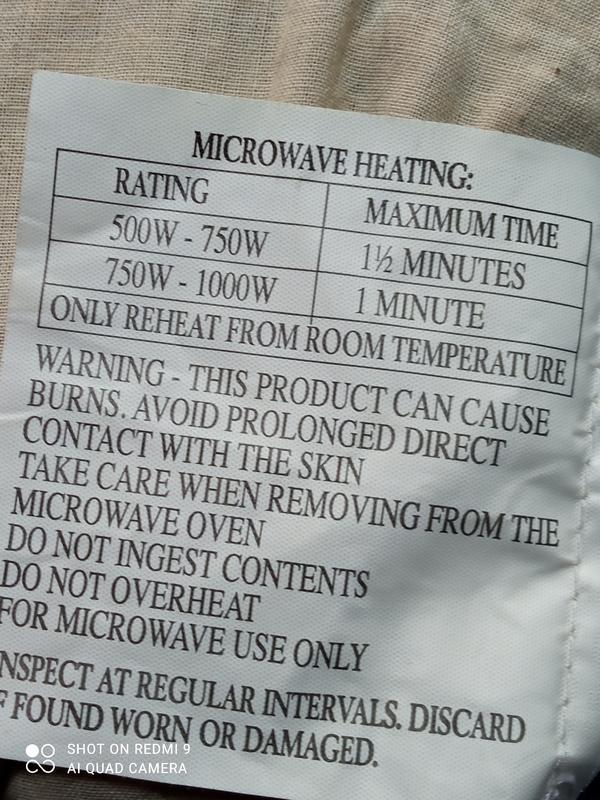 MICROWAVE HEATING:
RATING MAXIMUM TIME
500W - 750W 1½ MINUTES
750W - 1000W 1 MINUTE
ONLY REHEAT FROM ROOM TEMPERATURE
WARNING - THIS PRODUCT CAN CAUSE
BURNS. AVOID PROLONGED DIRECT
CONTACT WITH THE SKIN
TAKE CARE WHEN REMOVING FROM THE
MICROWAVE OVEN
DO NOT INGEST CONTENTS
DO NOT OVERHEAT
FOR MICROWAVE USE ONLY
NSPECT AT REGULAR INTERVALS. DISCARD
F FOUND WORN OR DAMAGED.
SHOT ON REDMI 9
AI QUAD CAMERA